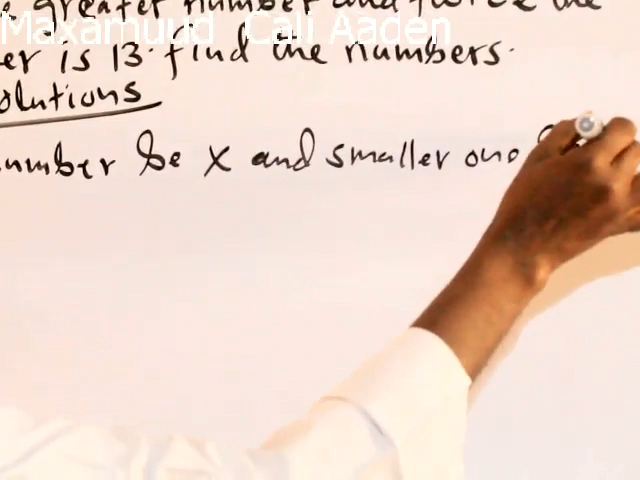 greater number and twice the
Maxamuud Cali Aaden
er is 13. find the numbers.
olutions
number be x and smaller one